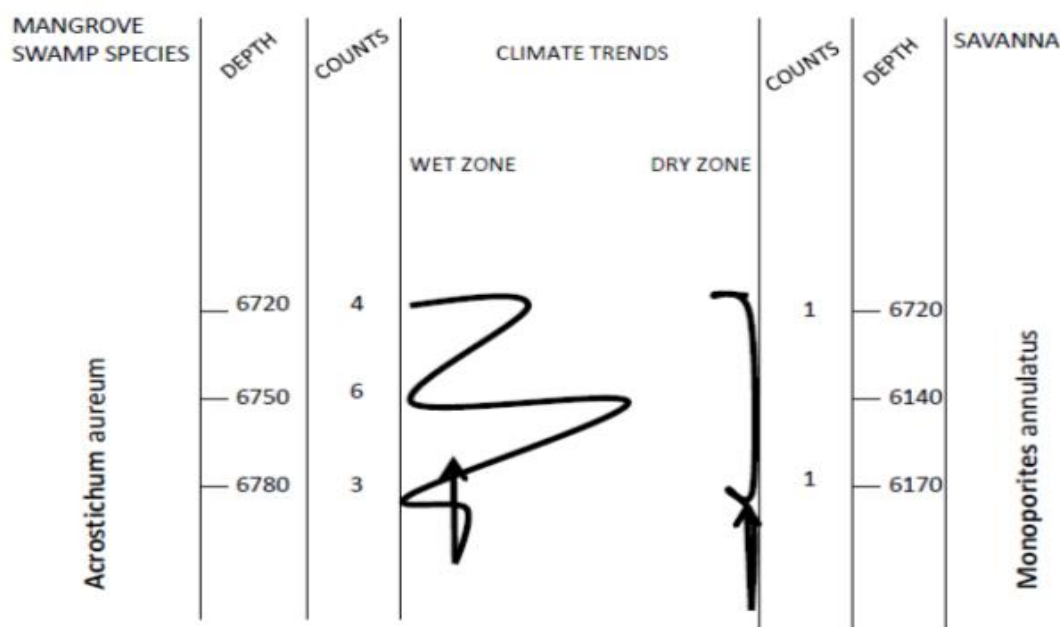 MANGROVE
SWAMP SPECIES
DEPTH
COUNTS
CLIMATE TRENDS
COUNTS
DEPTH
SAVANNA
WET ZONE
DRY ZONE
6720 4 1 6720
6750 6 6140
6780 3 1 6170
Acrostichum aureum
Monoporites annulatus